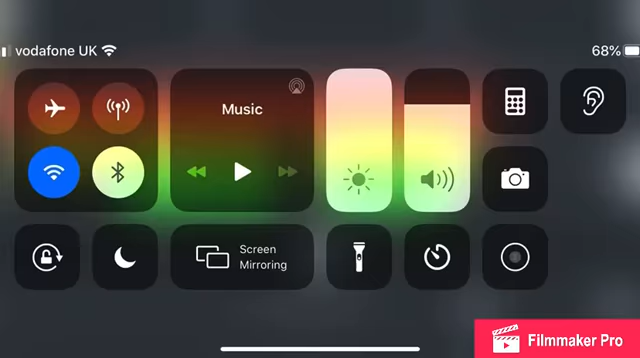 vodafone UK
68%
Music
Screen
Mirroring
Filmmaker Pro